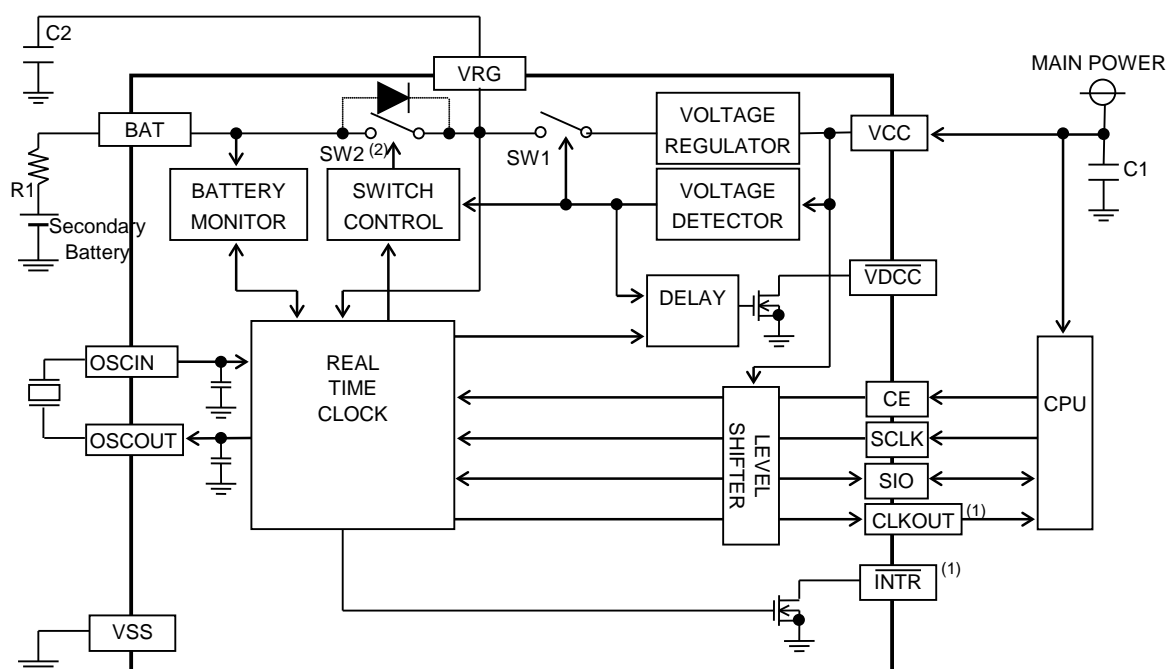 C2
VRG
MAIN POWER
BAT
SW2 (2)
SW1
VOLTAGE
REGULATOR
VCC
C1
R1
Secondary
Battery
BATTERY
MONITOR
SWITCH
CONTROL
VOLTAGE
DETECTOR
VDCC
DELAY
OSCIN
OSCOUT
REAL
TIME
CLOCK
LEVEL
SHIFTER
CE
SCLK
SIO
CLKOUT (1)
CPU
INTR (1)
VSS